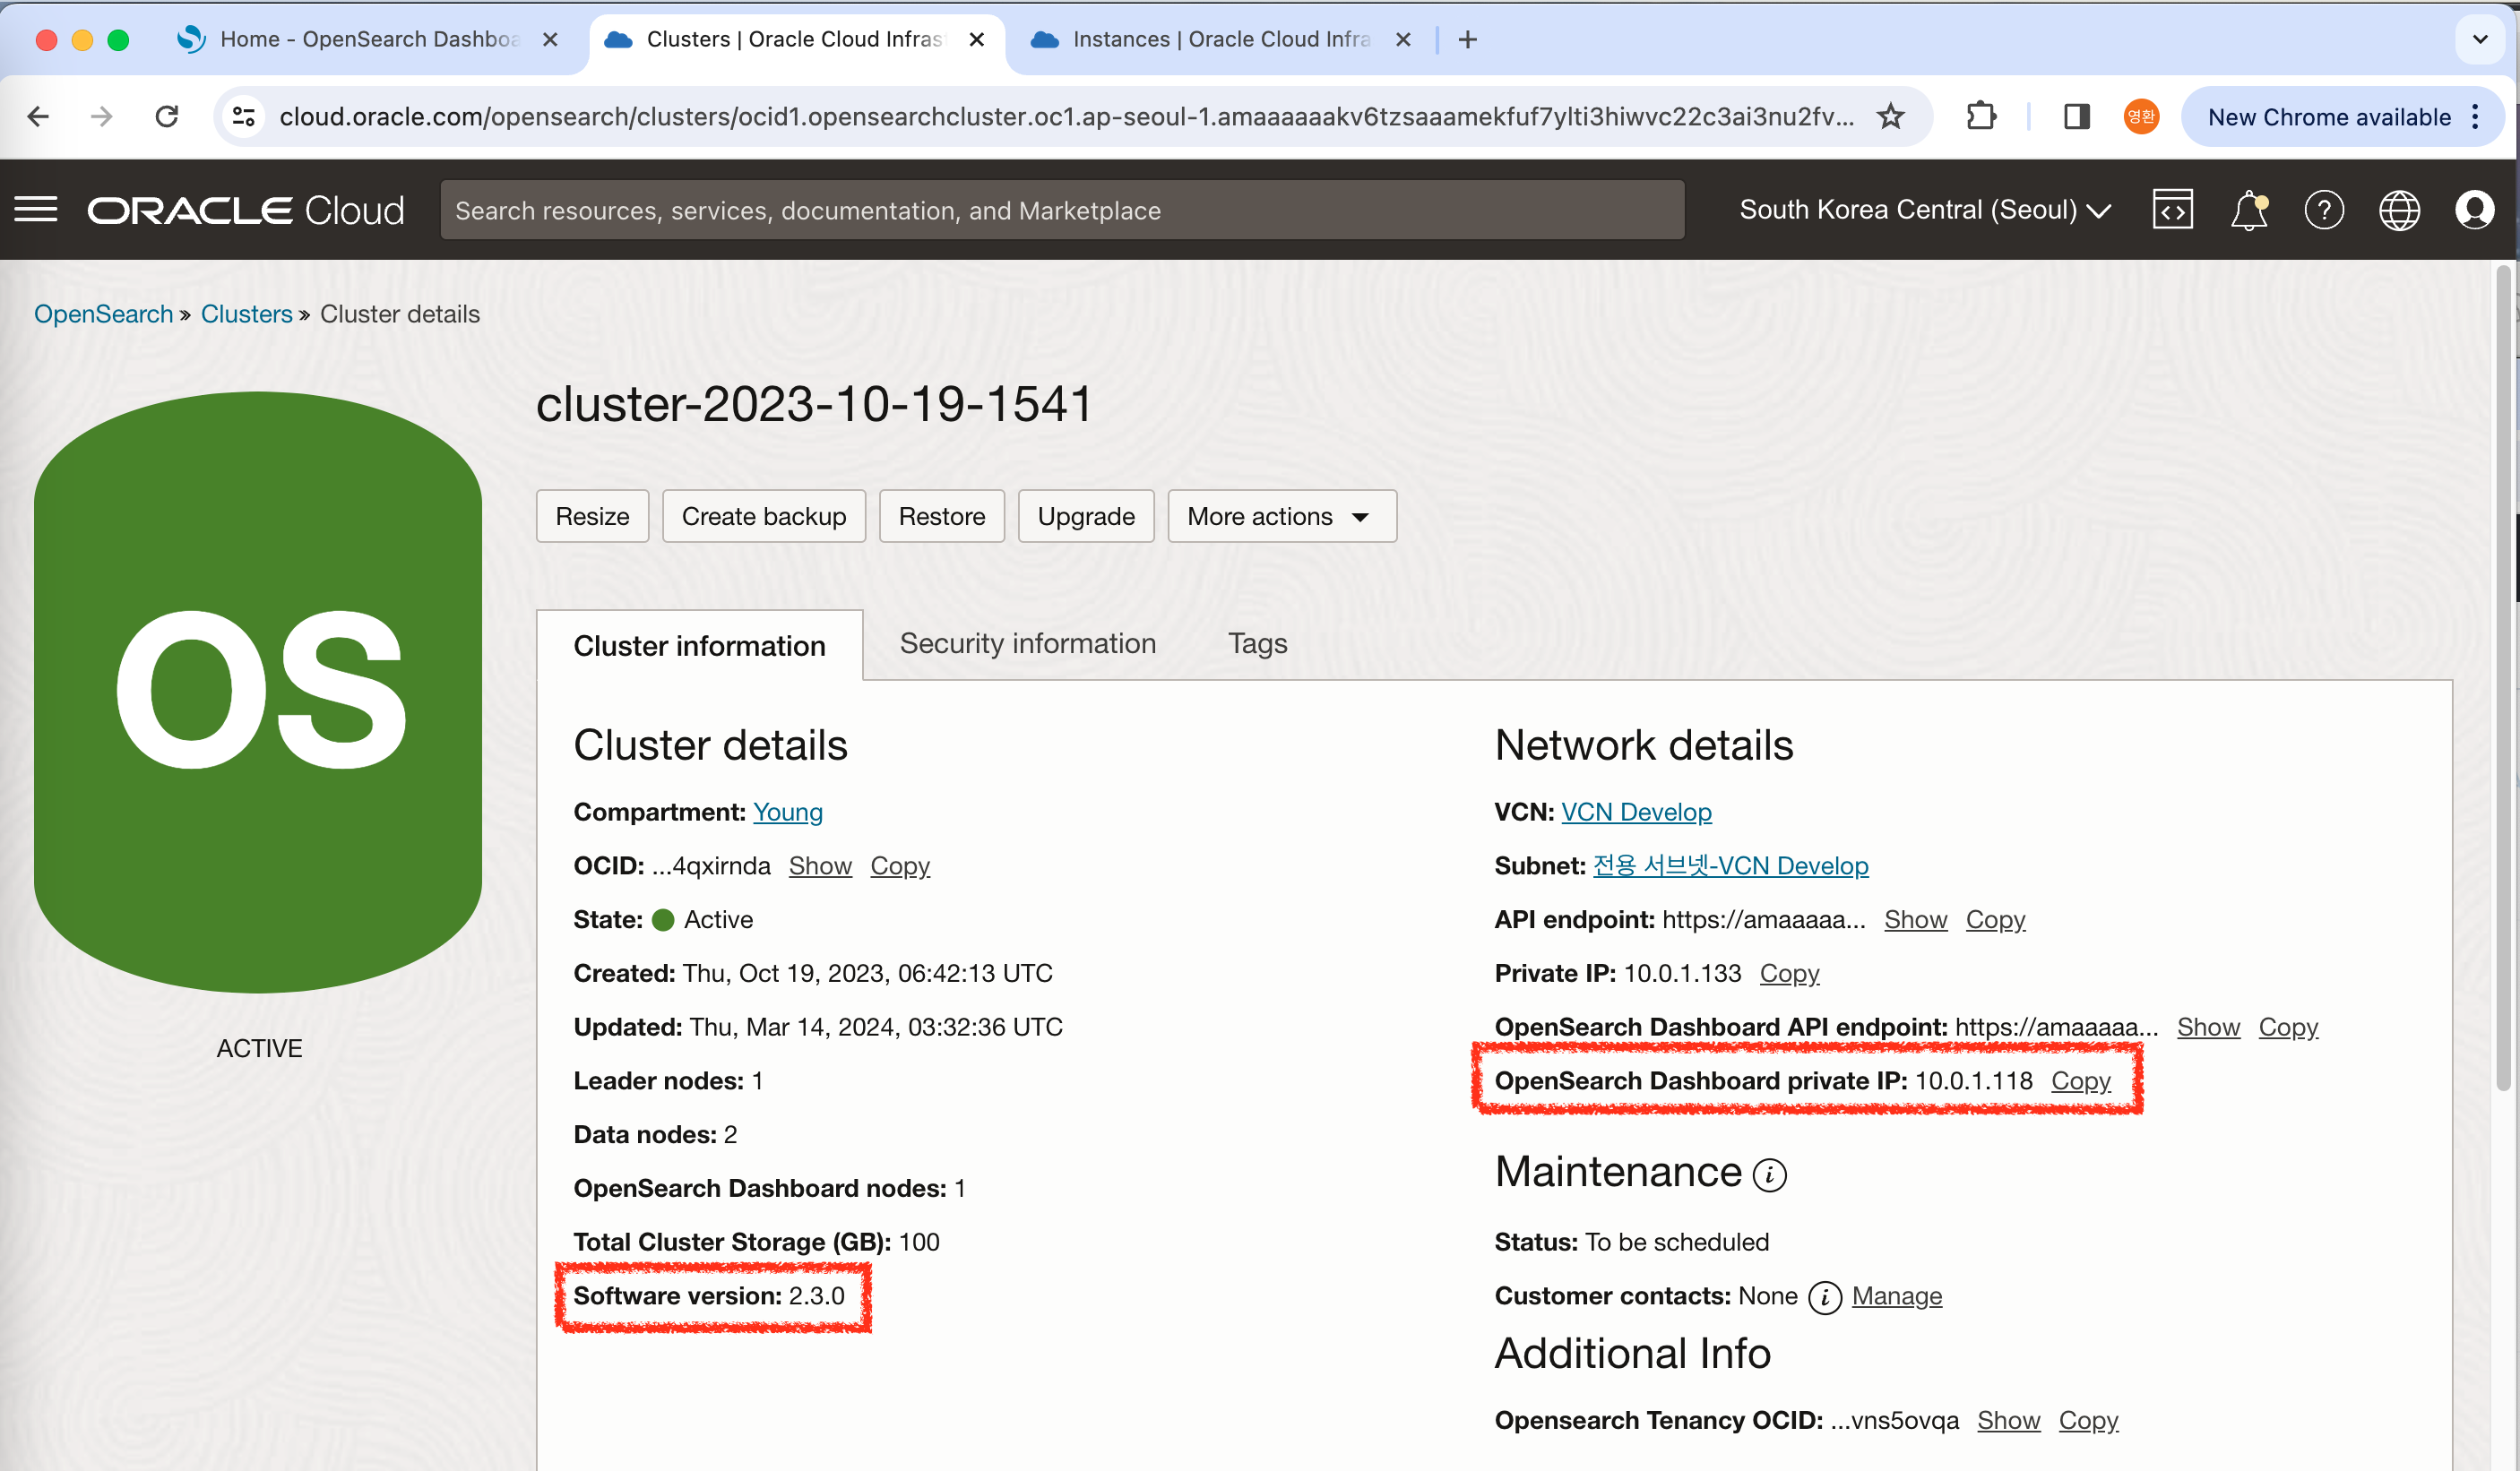 Home - OpenSearch Dashboa
Clusters | Oracle Cloud Infras
Instances | Oracle Cloud Infra
cloud.oracle.com/opensearch/clusters/ocid1.opensearchcluster.oc1.ap-seoul-1.amaaaaaakv6tzsaaamekfuf7ylti3hiwvc22c3ai3nu2fv...
영환
New Chrome available
ORACLE Cloud
Search resources, services, documentation, and Marketplace
South Korea Central (Seoul)
OpenSearch » Clusters » Cluster details
OS
ACTIVE
cluster-2023-10-19-1541
Resize
Create backup
Restore
Upgrade
More actions
Cluster information
Security information
Tags
Cluster details
Compartment: Young
OCID: ...4qxirnda Show Copy
State: Active
Created: Thu, Oct 19, 2023, 06:42:13 UTC
Updated: Thu, Mar 14, 2024, 03:32:36 UTC
Leader nodes: 1
Data nodes: 2
OpenSearch Dashboard nodes: 1
Total Cluster Storage (GB): 100
Software version: 2.3.0
Network details
VCN: VCN Develop
Subnet: 전용 서브넷-VCN Develop
API endpoint: https://amaaaaa... Show Copy
Private IP: 10.0.1.133 Copy
OpenSearch Dashboard API endpoint: https://amaaaaa... Show Copy
OpenSearch Dashboard private IP: 10.0.1.118 Copy
Maintenance
Status: To be scheduled
Customer contacts: None Manage
Additional Info
Opensearch Tenancy OCID: ...vns5ovqa Show Copy